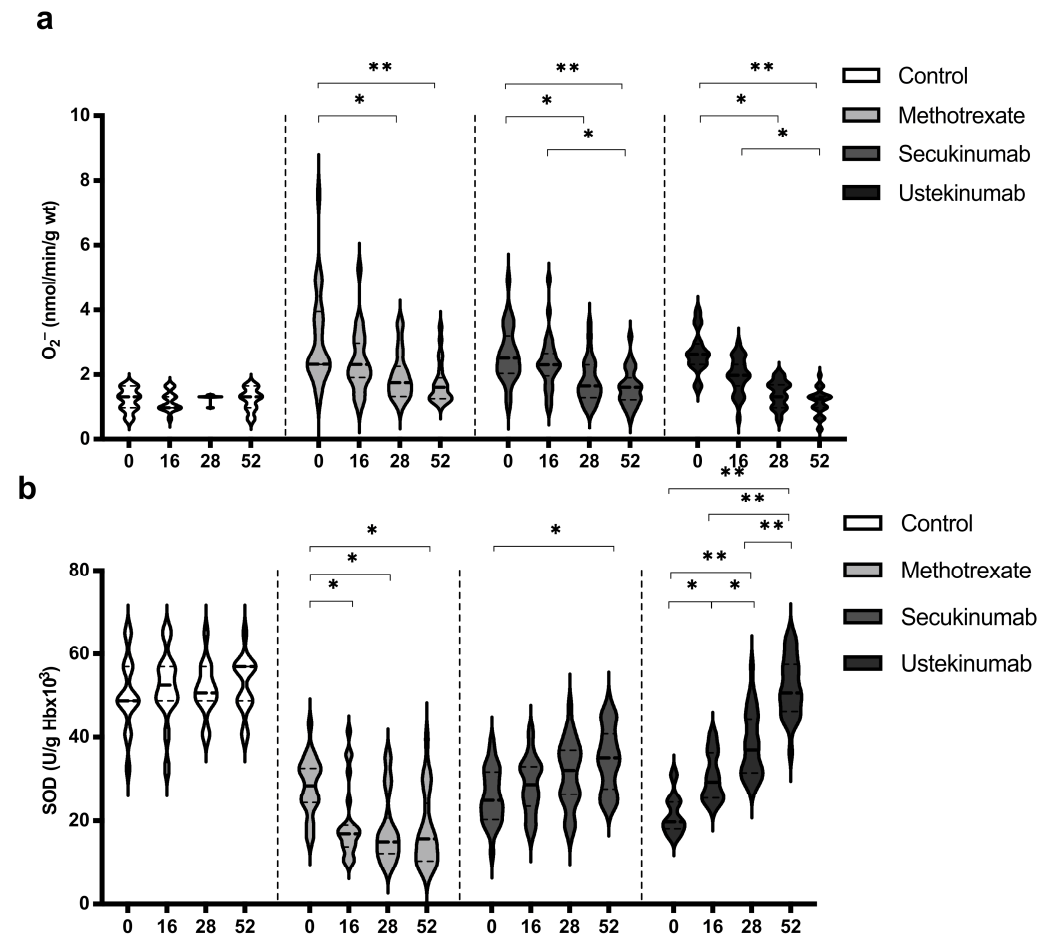 a
** ** **
* * *
* *
Control
Methotrexate
Secukinumab
Ustekinumab
O₂⁻ (nmol/min/g wt)
10
8
6
4
2
0
0 16 28 52 0 16 28 52 0 16 28 52 0 16 28 52
b
**
**
* * **
* **
* * *
Control
Methotrexate
Secukinumab
Ustekinumab
SOD (U/g Hbx10³)
80
60
40
20
0
0 16 28 52 0 16 28 52 0 16 28 52 0 16 28 52